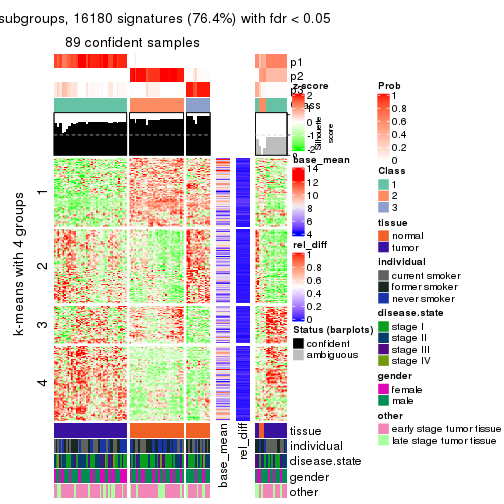 subgroups, 16180 signatures (76.4%) with fdr < 0.05
89 confident samples
p1
p2
p3
Class
z-score
2
1
0
-1
-2
Silhouette
score
k-means with 4 groups
1
2
3
4
base_mean
14
12
10
8
6
4
rel_diff
1
0.8
0.6
0.4
0.2
0
Status (barplots)
confident
ambiguous
Prob
1
0.8
0.6
0.4
0.2
0
Class
1
2
3
tissue
normal
tumor
individual
current smoker
former smoker
never smoker
disease.state
stage I
stage II
stage III
stage IV
gender
female
male
other
early stage tumor tissue
late stage tumor tissue
tissue
individual
disease.state
gender
other
base_mean
rel_diff